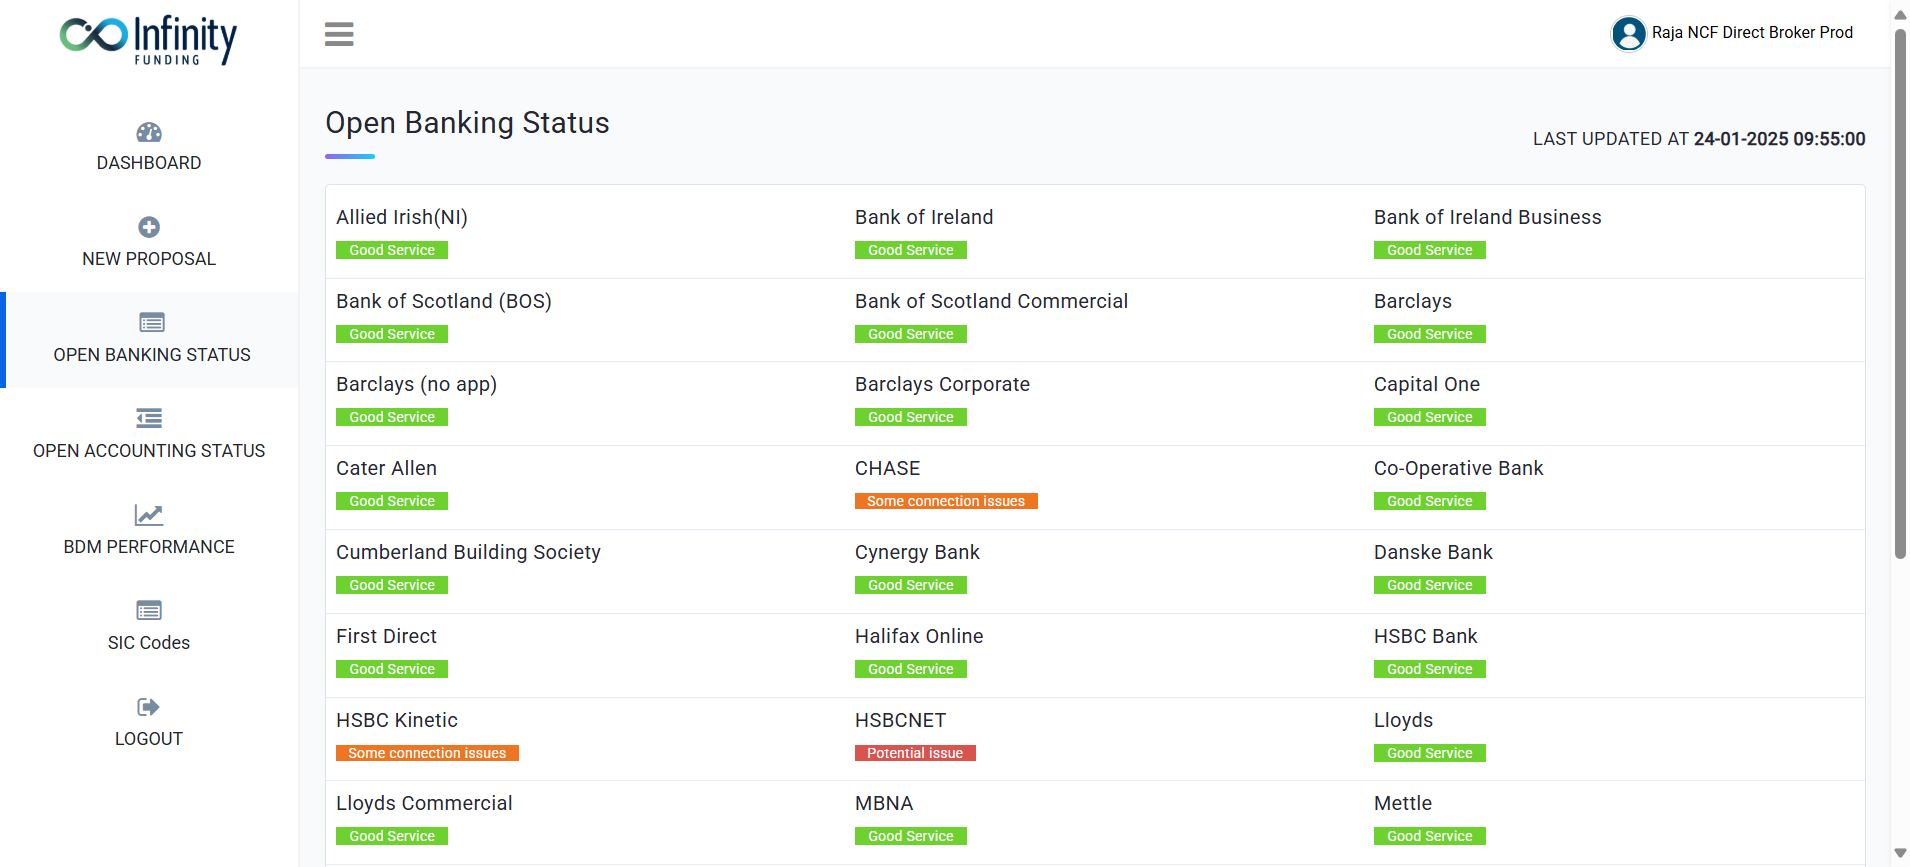 Infinity
FUNDING
Raja NCF Direct Broker Prod
DASHBOARD
NEW PROPOSAL
OPEN BANKING STATUS
OPEN ACCOUNTING STATUS
BDM PERFORMANCE
SIC Codes
LOGOUT
Open Banking Status
LAST UPDATED AT 24-01-2025 09:55:00
Allied Irish(NI)
Good Service
Bank of Ireland
Good Service
Bank of Ireland Business
Good Service
Bank of Scotland (BOS)
Good Service
Bank of Scotland Commercial
Good Service
Barclays
Good Service
Barclays (no app)
Good Service
Barclays Corporate
Good Service
Capital One
Good Service
Cater Allen
Good Service
CHASE
Some connection issues
Co-Operative Bank
Good Service
Cumberland Building Society
Good Service
Cynergy Bank
Good Service
Danske Bank
Good Service
First Direct
Good Service
Halifax Online
Good Service
HSBC Bank
Good Service
HSBC Kinetic
Some connection issues
HSBCNET
Potential issue
Lloyds
Good Service
Lloyds Commercial
Good Service
MBNA
Good Service
Mettle
Good Service